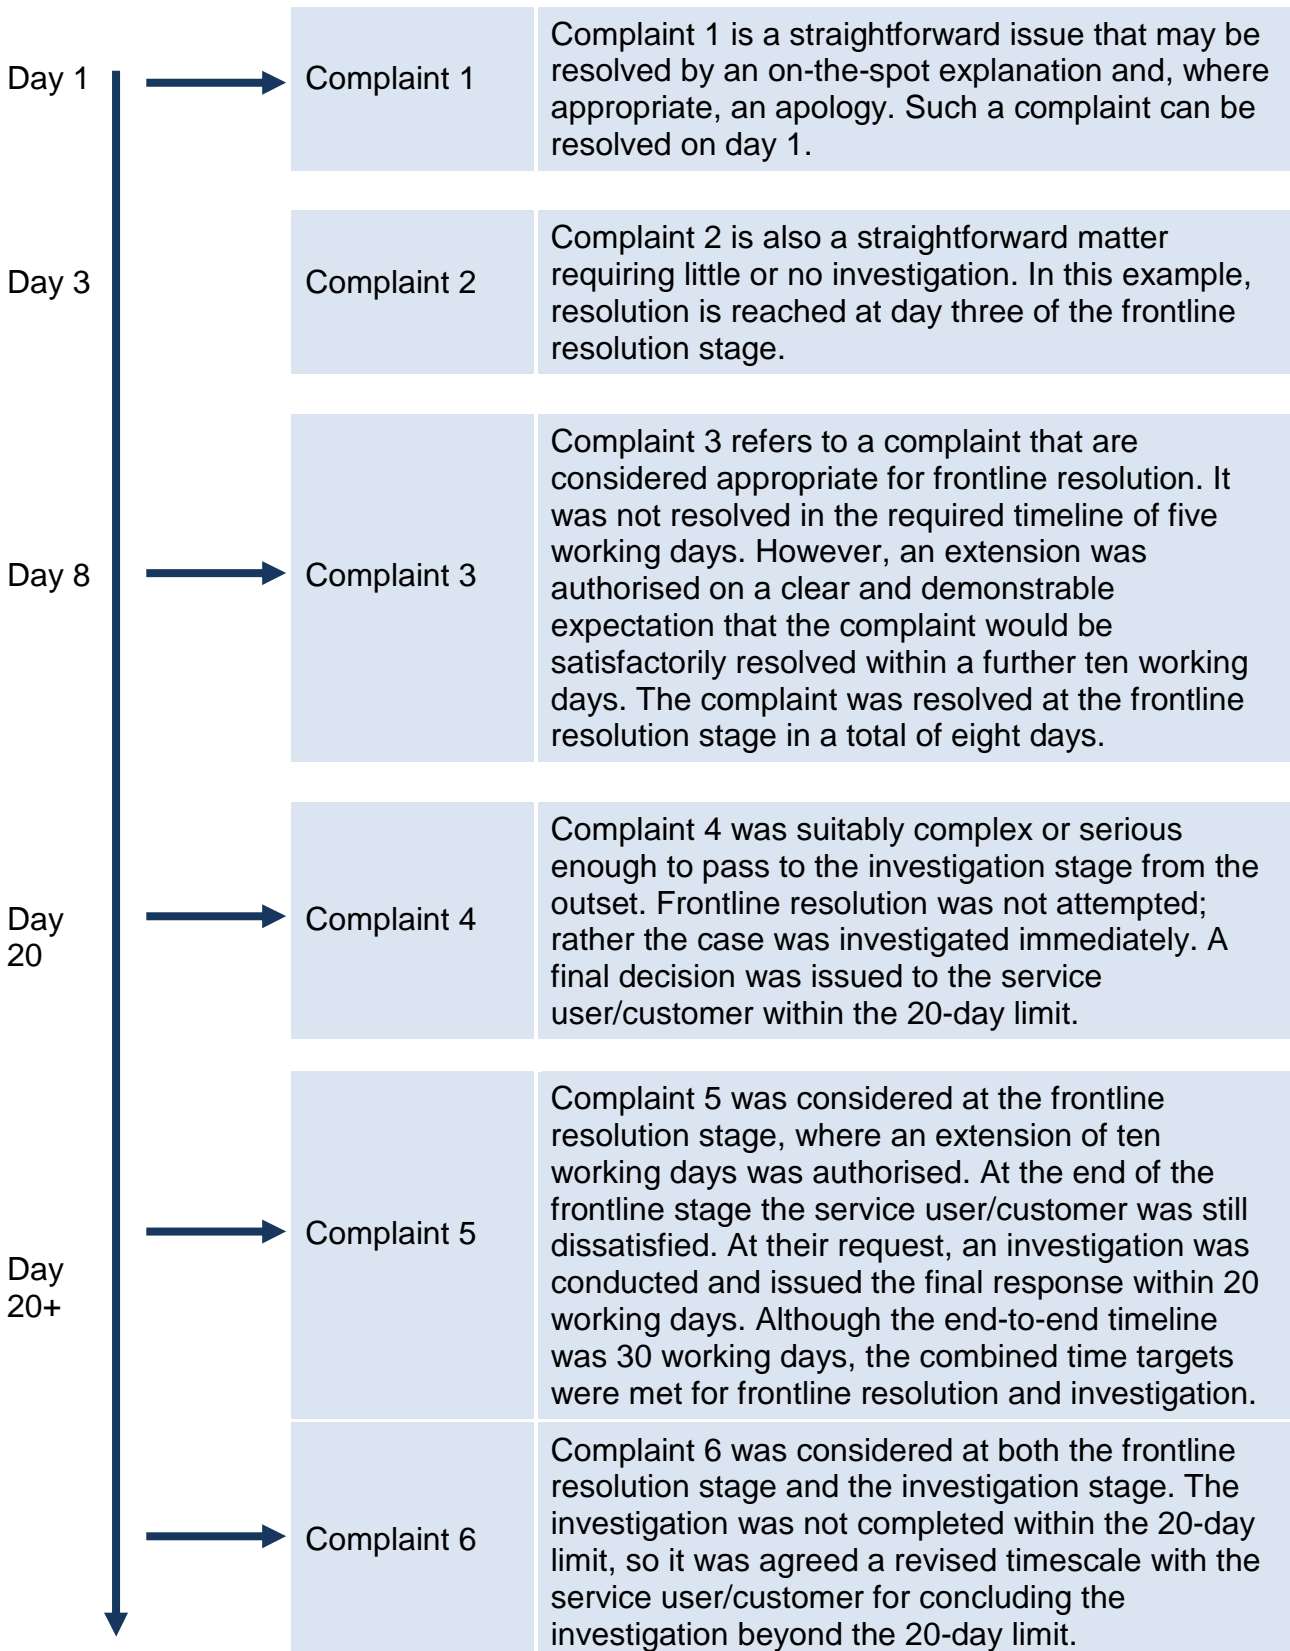 Day 1
Complaint 1
Complaint 1 is a straightforward issue that may be
resolved by an on-the-spot explanation and, where
appropriate, an apology. Such a complaint can be
resolved on day 1.
Day 3
Complaint 2
Complaint 2 is also a straightforward matter
requiring little or no investigation. In this example,
resolution is reached at day three of the frontline
resolution stage.
Day 8
Complaint 3
Complaint 3 refers to a complaint that are
considered appropriate for frontline resolution. It
was not resolved in the required timeline of five
working days. However, an extension was
authorised on a clear and demonstrable
expectation that the complaint would be
satisfactorily resolved within a further ten working
days. The complaint was resolved at the frontline
resolution stage in a total of eight days.
Day
20
Complaint 4
Complaint 4 was suitably complex or serious
enough to pass to the investigation stage from the
outset. Frontline resolution was not attempted;
rather the case was investigated immediately. A
final decision was issued to the service
user/customer within the 20-day limit.
Day
20+
Complaint 5
Complaint 5 was considered at the frontline
resolution stage, where an extension of ten
working days was authorised. At the end of the
frontline stage the service user/customer was still
dissatisfied. At their request, an investigation was
conducted and issued the final response within 20
working days. Although the end-to-end timeline
was 30 working days, the combined time targets
were met for frontline resolution and investigation.
Complaint 6
Complaint 6 was considered at both the frontline
resolution stage and the investigation stage. The
investigation was not completed within the 20-day
limit, so it was agreed a revised timescale with the
service user/customer for concluding the
investigation beyond the 20-day limit.